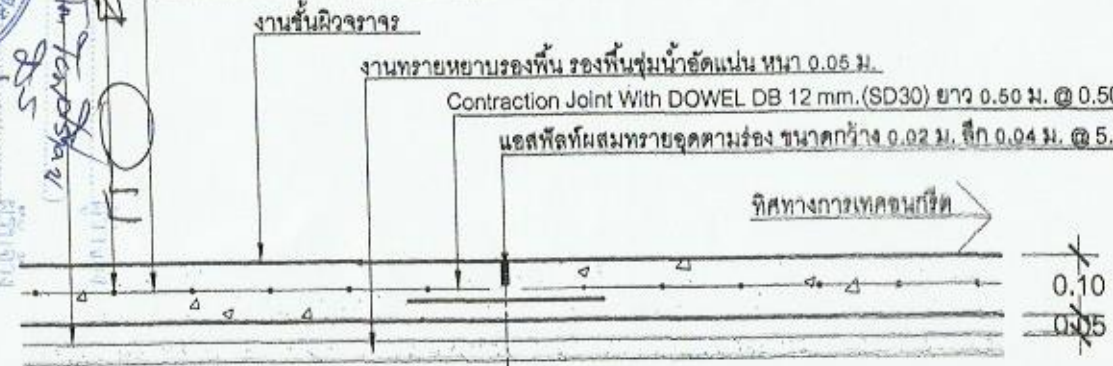 งานชั้นผิวจราจร
งานทรายหยาบรองพื้น รองพื้นชุ่มน้ำอัดแน่น หนา 0.05 ม.
Contraction Joint With DOWEL DB 12 mm.(SD30) ยาว 0.50 ม. @ 0.50
แอสฟัลท์ผสมทรายอุดตามร่อง ขนาดกว้าง 0.02 ม. ลึก 0.04 ม. @ 5.
ทิศทางการเทคอนกรีต
0.10
0.05